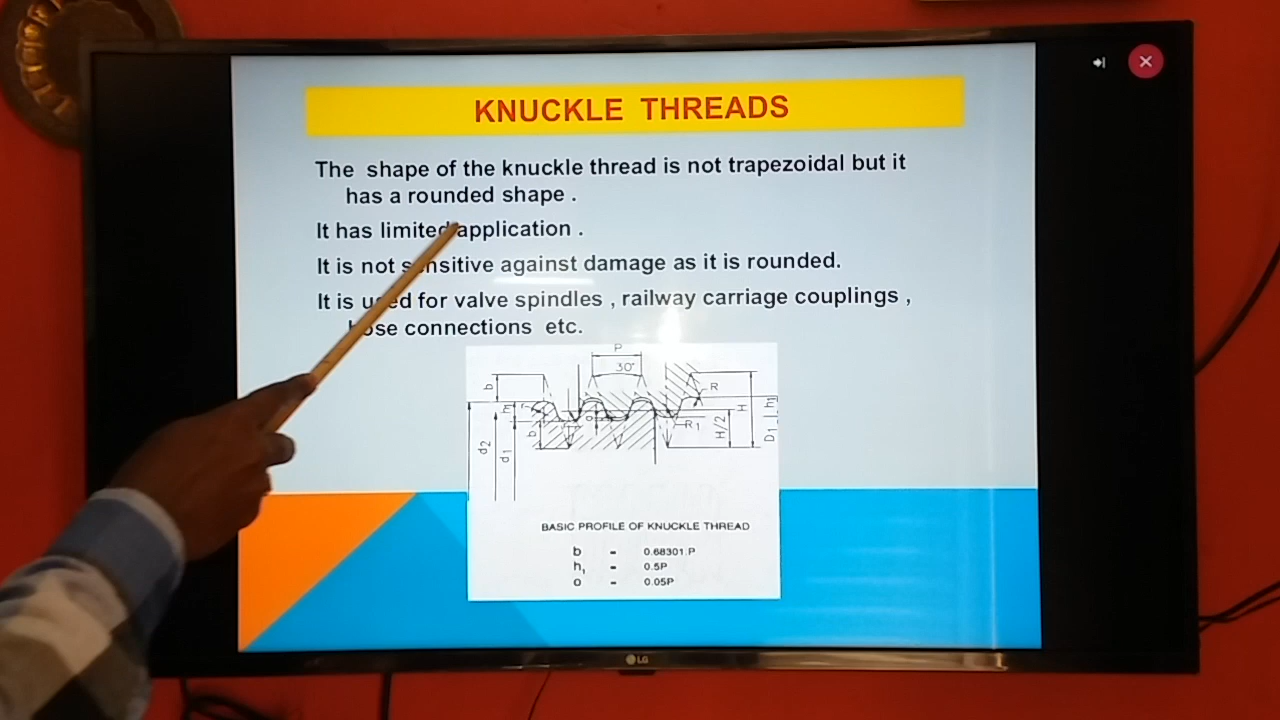 KNUCKLE THREADS
The shape of the knuckle thread is not trapezoidal but it
has a rounded shape .
It has limited application .
It is not sensitive against damage as it is rounded.
It is used for valve spindles , railway carriage couplings ,
hose connections etc.
P
30°
b
R
h
H
h1
o
R1
H/2
D1
b
d2
d1
BASIC PROFILE OF KNUCKLE THREAD
b - 0.68301.P
h1 - 0.5P
o - 0.05P
LG